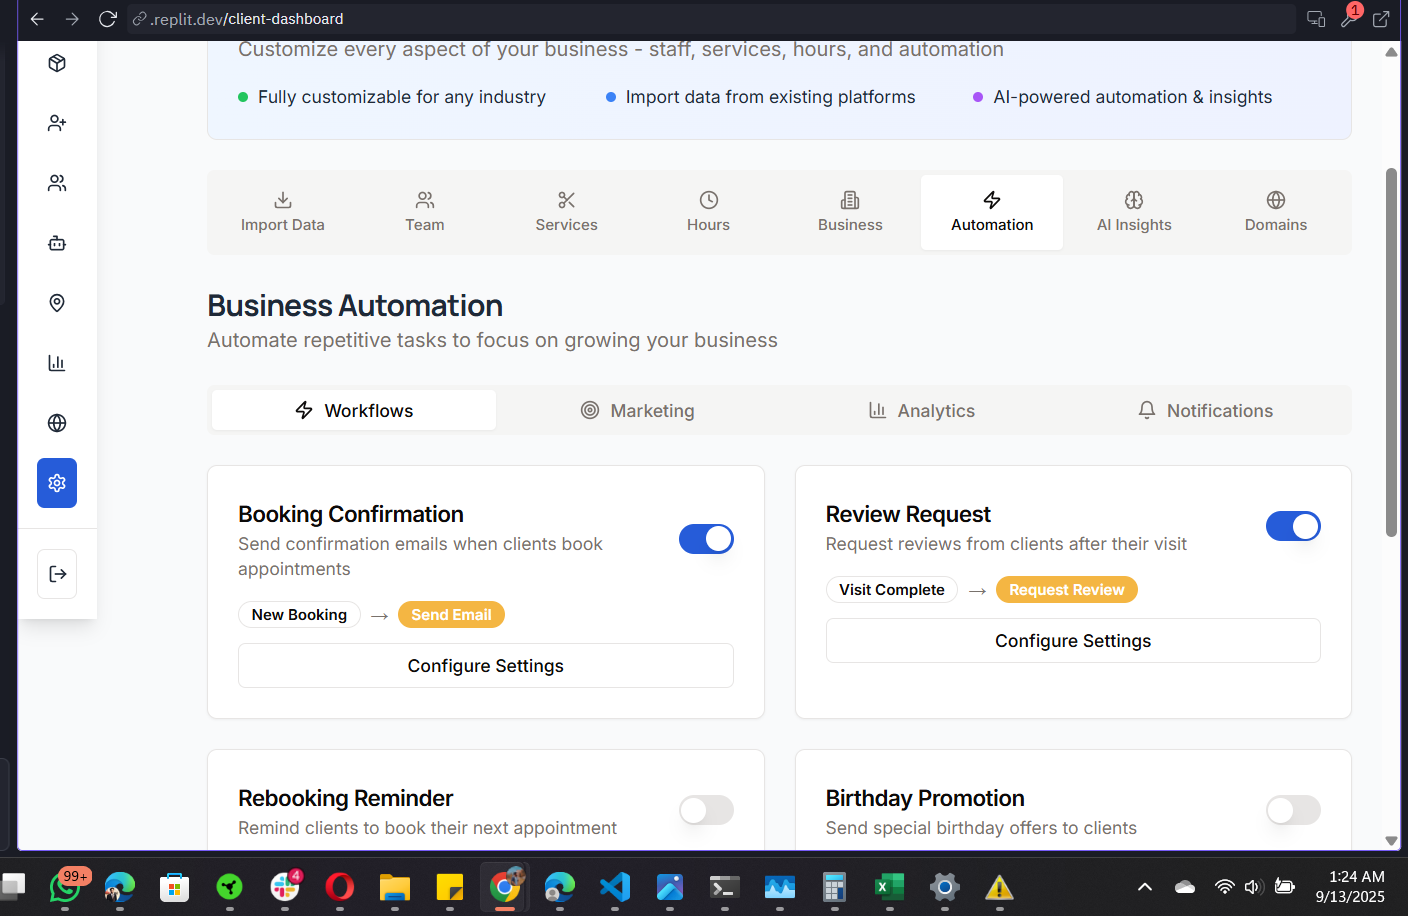 .replit.dev/client-dashboard
1
Customize every aspect of your business - staff, services, hours, and automation
Fully customizable for any industry
Import data from existing platforms
AI-powered automation & insights
Import Data
Team
Services
Hours
Business
Automation
AI Insights
Domains
Business Automation
Automate repetitive tasks to focus on growing your business
Workflows
Marketing
Analytics
Notifications
Booking Confirmation
Send confirmation emails when clients book
appointments
New Booking → Send Email
Configure Settings
Review Request
Request reviews from clients after their visit
Visit Complete → Request Review
Configure Settings
Rebooking Reminder
Remind clients to book their next appointment
Birthday Promotion
Send special birthday offers to clients
99+
4
1:24 AM
9/13/2025